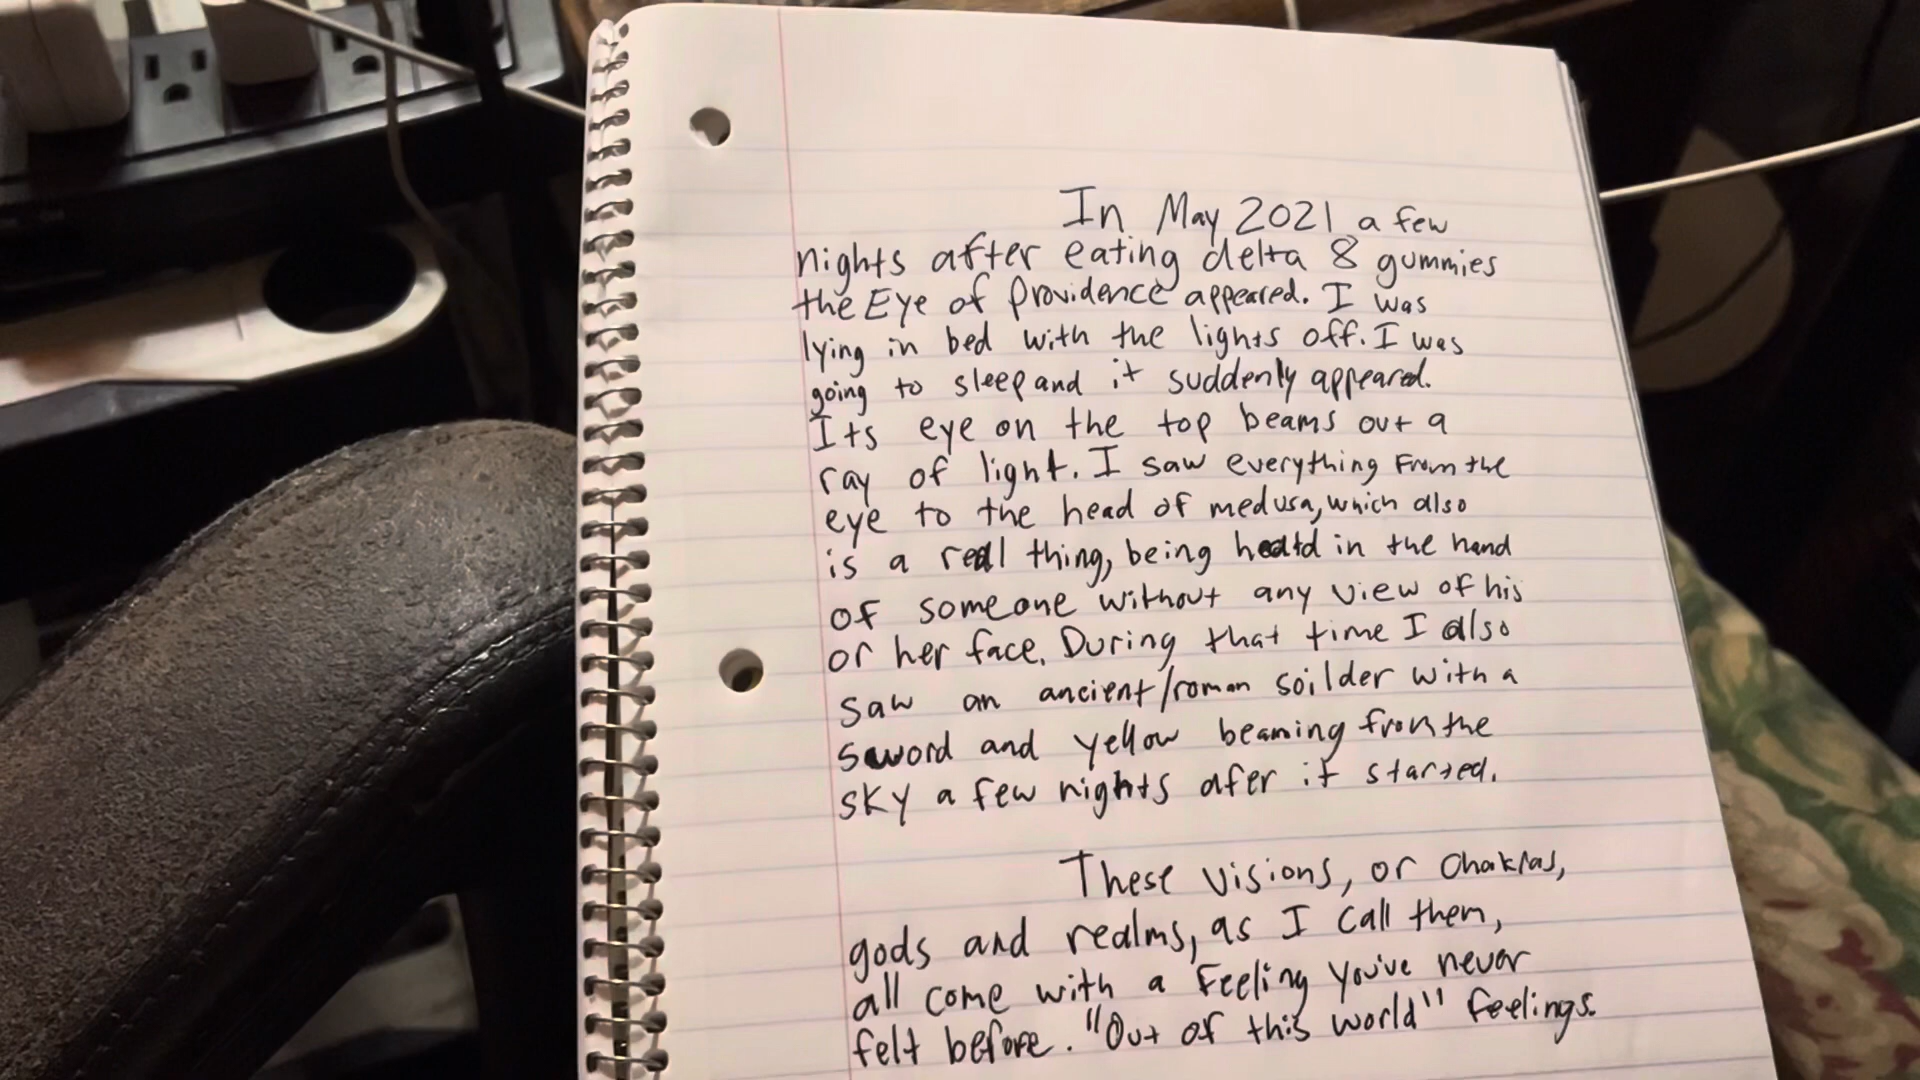 In May 2021 a few
nights after eating delta 8 gummies
the Eye of providence appeared. I was
lying in bed with the lights off. I was
going to sleep and it suddenly appeared.
Its eye on the top beams out a
ray of light. I saw everything from the
eye to the head of medusa, which also
is a real thing, being held in the hand
of someone without any view of his
or her face. During that time I also
saw an ancient/roman soilder with a
sword and yellow beaming from the
sky a few nights afer it started.
These visions, or chakras,
gods and realms, as I call them,
all come with a feeling you've never
felt before. "Out of this world" feelings.